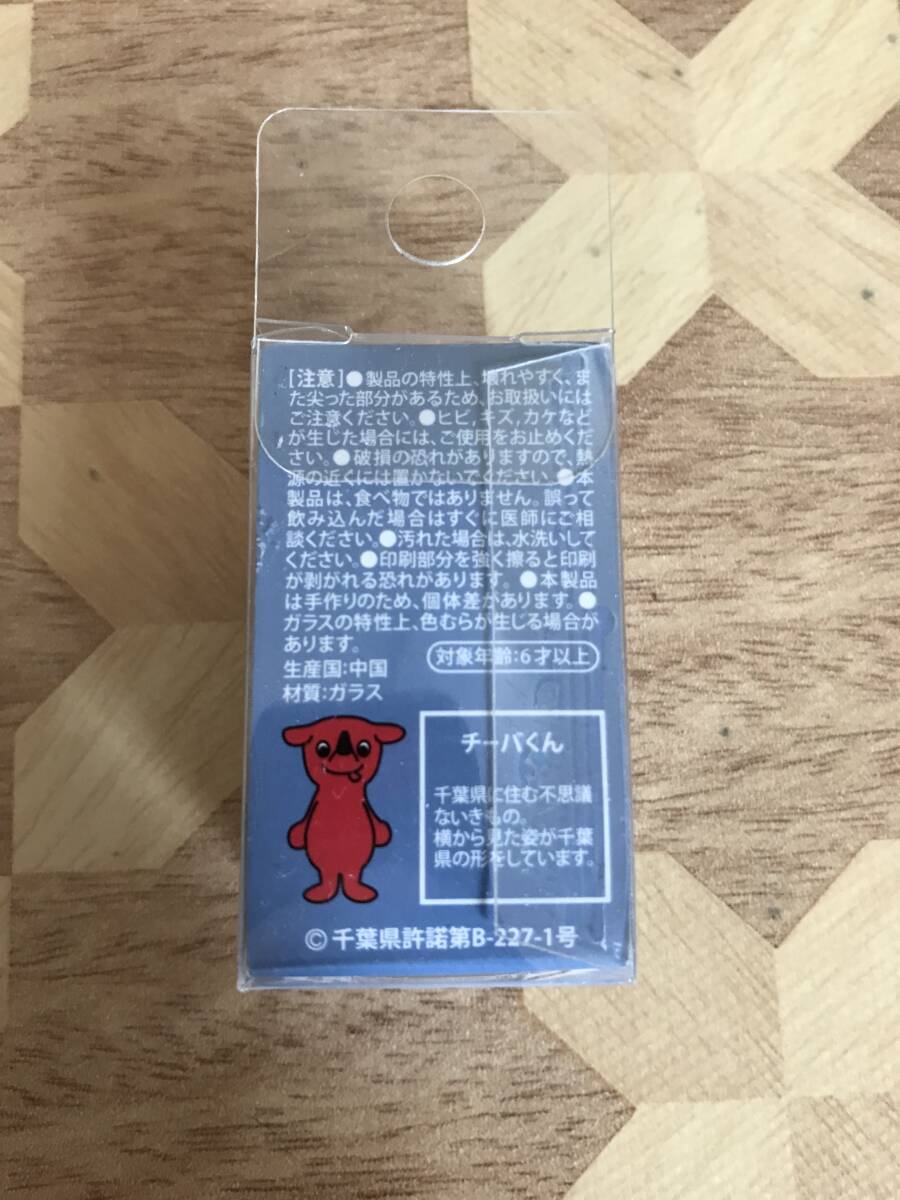 [注意]●製品の特性上、壊れやすく、ま
た尖った部分があるため、お取扱いには
ご注意ください。●ヒビ,キズ,カケなど
が生じた場合には、ご使用をお止めくだ
さい。●破損の恐れがありますので、熱
源の近くには置かないでください。●本
製品は、食べ物ではありません。誤って
飲み込んだ場合はすぐに医師にご相
談ください。●汚れた場合は、水洗いして
ください。●印刷部分を強く擦ると印刷
が剥がれる恐れがあります。●本製品
は手作りのため、個体差があります。●
ガラスの特性上、色むらが生じる場合が
あります。
対象年齢:6才以上
生産国:中国
材質:ガラス
チーバくん
千葉県に住む不思議
ないきもの。
横から見た姿が千葉
県の形をしています。
©千葉県許諾第B-227-1号